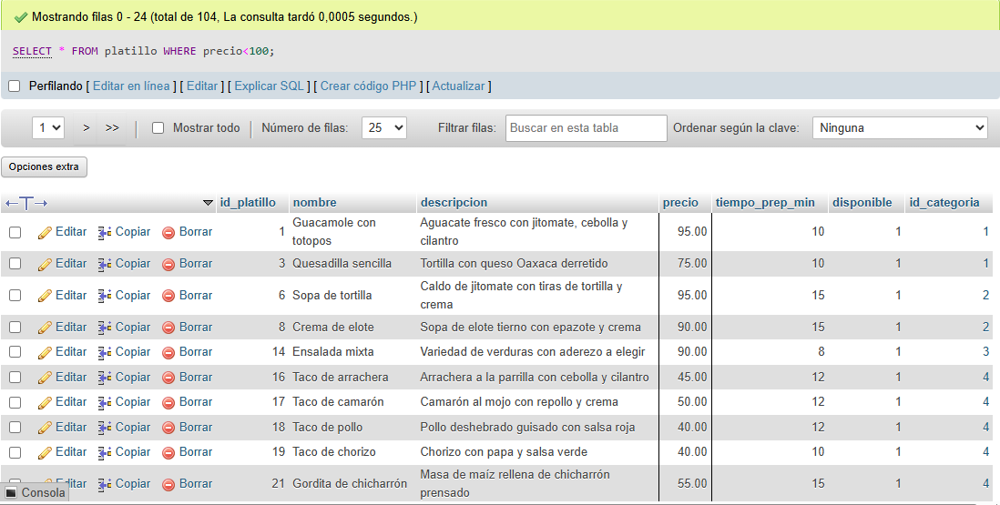 Mostrando filas 0 - 24 (total de 104, La consulta tardó 0,0005 segundos.)
SELECT * FROM platillo WHERE precio<100;
Perfilando [ Editar en línea ] [ Editar ] [ Explicar SQL ] [ Crear código PHP ] [ Actualizar ]
1 > >> Mostrar todo Número de filas: 25 Filtrar filas: Buscar en esta tabla Ordenar según la clave: Ninguna
Opciones extra
←T→ id_platillo nombre descripcion precio tiempo_prep_min disponible id_categoria
Editar Copiar Borrar 1 Guacamole con totopos Aguacate fresco con jitomate, cebolla y cilantro 95.00 10 1 1
Editar Copiar Borrar 3 Quesadilla sencilla Tortilla con queso Oaxaca derretido 75.00 10 1 1
Editar Copiar Borrar 6 Sopa de tortilla Caldo de jitomate con tiras de tortilla y crema 95.00 15 1 2
Editar Copiar Borrar 8 Crema de elote Sopa de elote tierno con epazote y crema 90.00 15 1 2
Editar Copiar Borrar 14 Ensalada mixta Variedad de verduras con aderezo a elegir 90.00 8 1 3
Editar Copiar Borrar 16 Taco de arrachera Arrachera a la parrilla con cebolla y cilantro 45.00 12 1 4
Editar Copiar Borrar 17 Taco de camarón Camarón al mojo con repollo y crema 50.00 12 1 4
Editar Copiar Borrar 18 Taco de pollo Pollo deshebrado guisado con salsa roja 40.00 12 1 4
Editar Copiar Borrar 19 Taco de chorizo Chorizo con papa y salsa verde 40.00 10 1 4
Editar Copiar Borrar 21 Gordita de chicharrón Masa de maíz rellena de chicharrón prensado 55.00 15 1 4
Consola